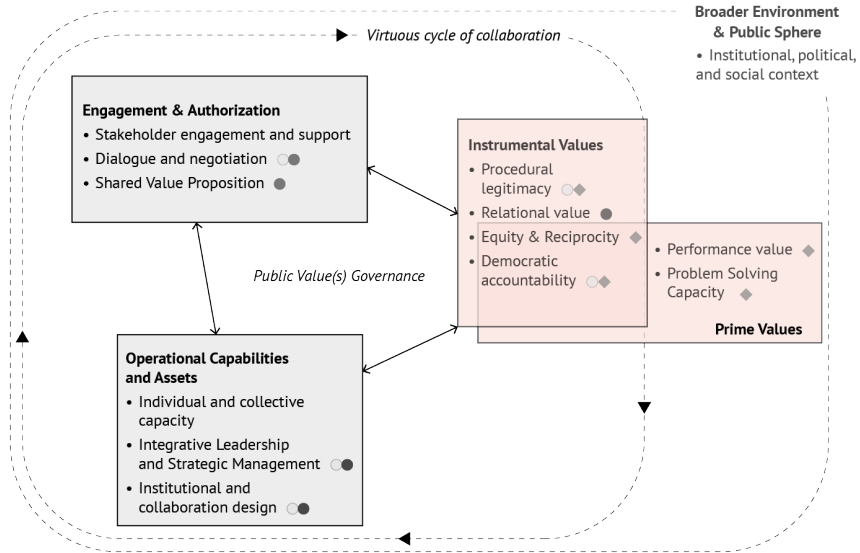 Broader Environment
& Public Sphere
• Institutional, political,
and social context
Virtuous cycle of collaboration
Engagement & Authorization
• Stakeholder engagement and support
• Dialogue and negotiation
• Shared Value Proposition
Instrumental Values
• Procedural
legitimacy
• Relational value
• Equity & Reciprocity
• Democratic
accountability
• Performance value
• Problem Solving
Capacity
Prime Values
Public Value(s) Governance
Operational Capabilities
and Assets
• Individual and collective
capacity
• Integrative Leadership
and Strategic Management
• Institutional and
collaboration design